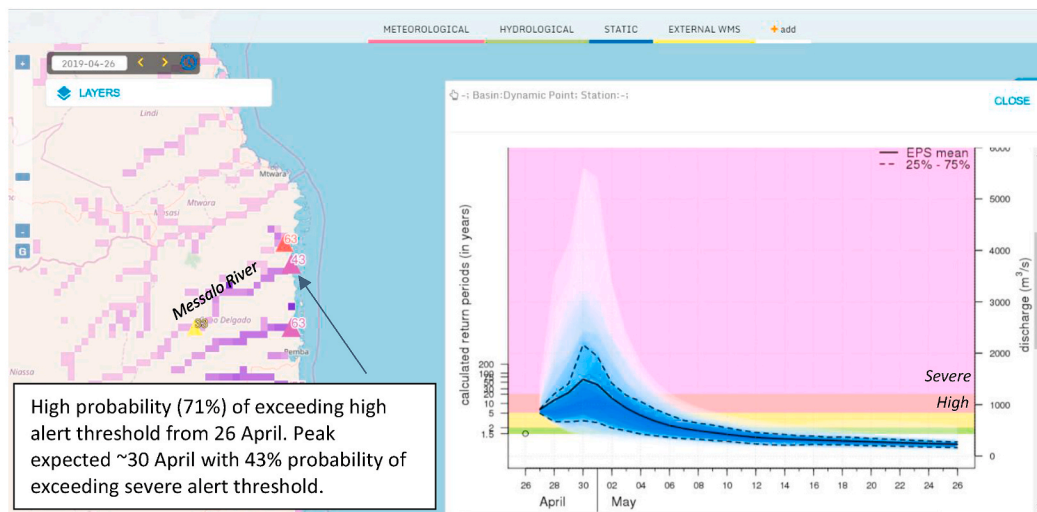 METEOROLOGICAL HYDROLOGICAL STATIC EXTERNAL WMS + add
2019-04-26 < >
LAYERS
-; Basin:Dynamic Point; Station:-;
CLOSE
Lindi
Mtwara
Mtwara
Masasi
63
43
Messalo River
63
Pemba
Niassa
+
-
G
High probability (71%) of exceeding high
alert threshold from 26 April. Peak
expected ~30 April with 43% probability of
exceeding severe alert threshold.
EPS mean
25% - 75%
calculated return periods (in years)
200
20
10
5
2
1.5
Severe
High
6000
5000
4000
3000
2000
1000
0
discharge (m³/s)
26 28 30 02 04 06 08 10 12 14 16 18 20 22 24 26
April May